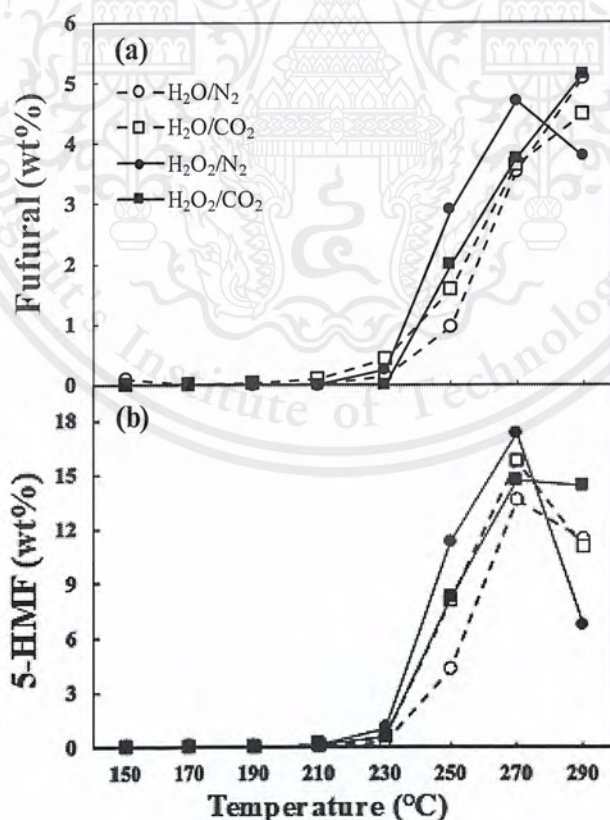 6
(a)
H₂O/N₂
5
H₂O/CO₂
4
H₂O₂/N₂
H₂O₂/CO₂
3
2
1
0
Fufural (wt%)
18
(b)
15
12
9
6
3
0
5-HMF (wt%)
150 170 190 210 230 250 270 290
Temperature (°C)
Institute of Technolo